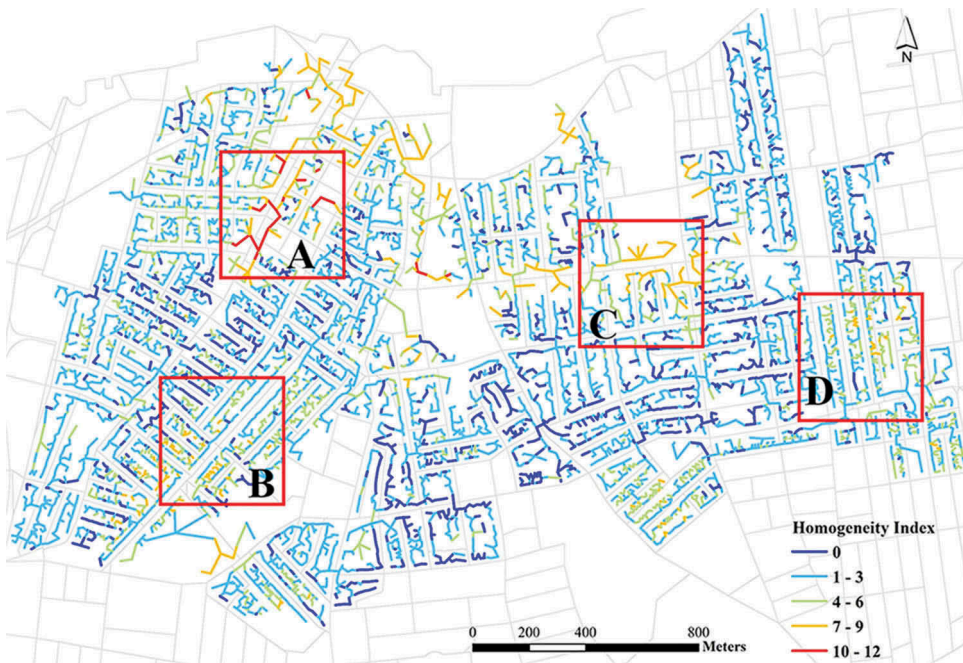 N
A
C
D
B
Homogeneity Index
0
1 - 3
4 - 6
7 - 9
10 - 12
0 200 400 800
Meters